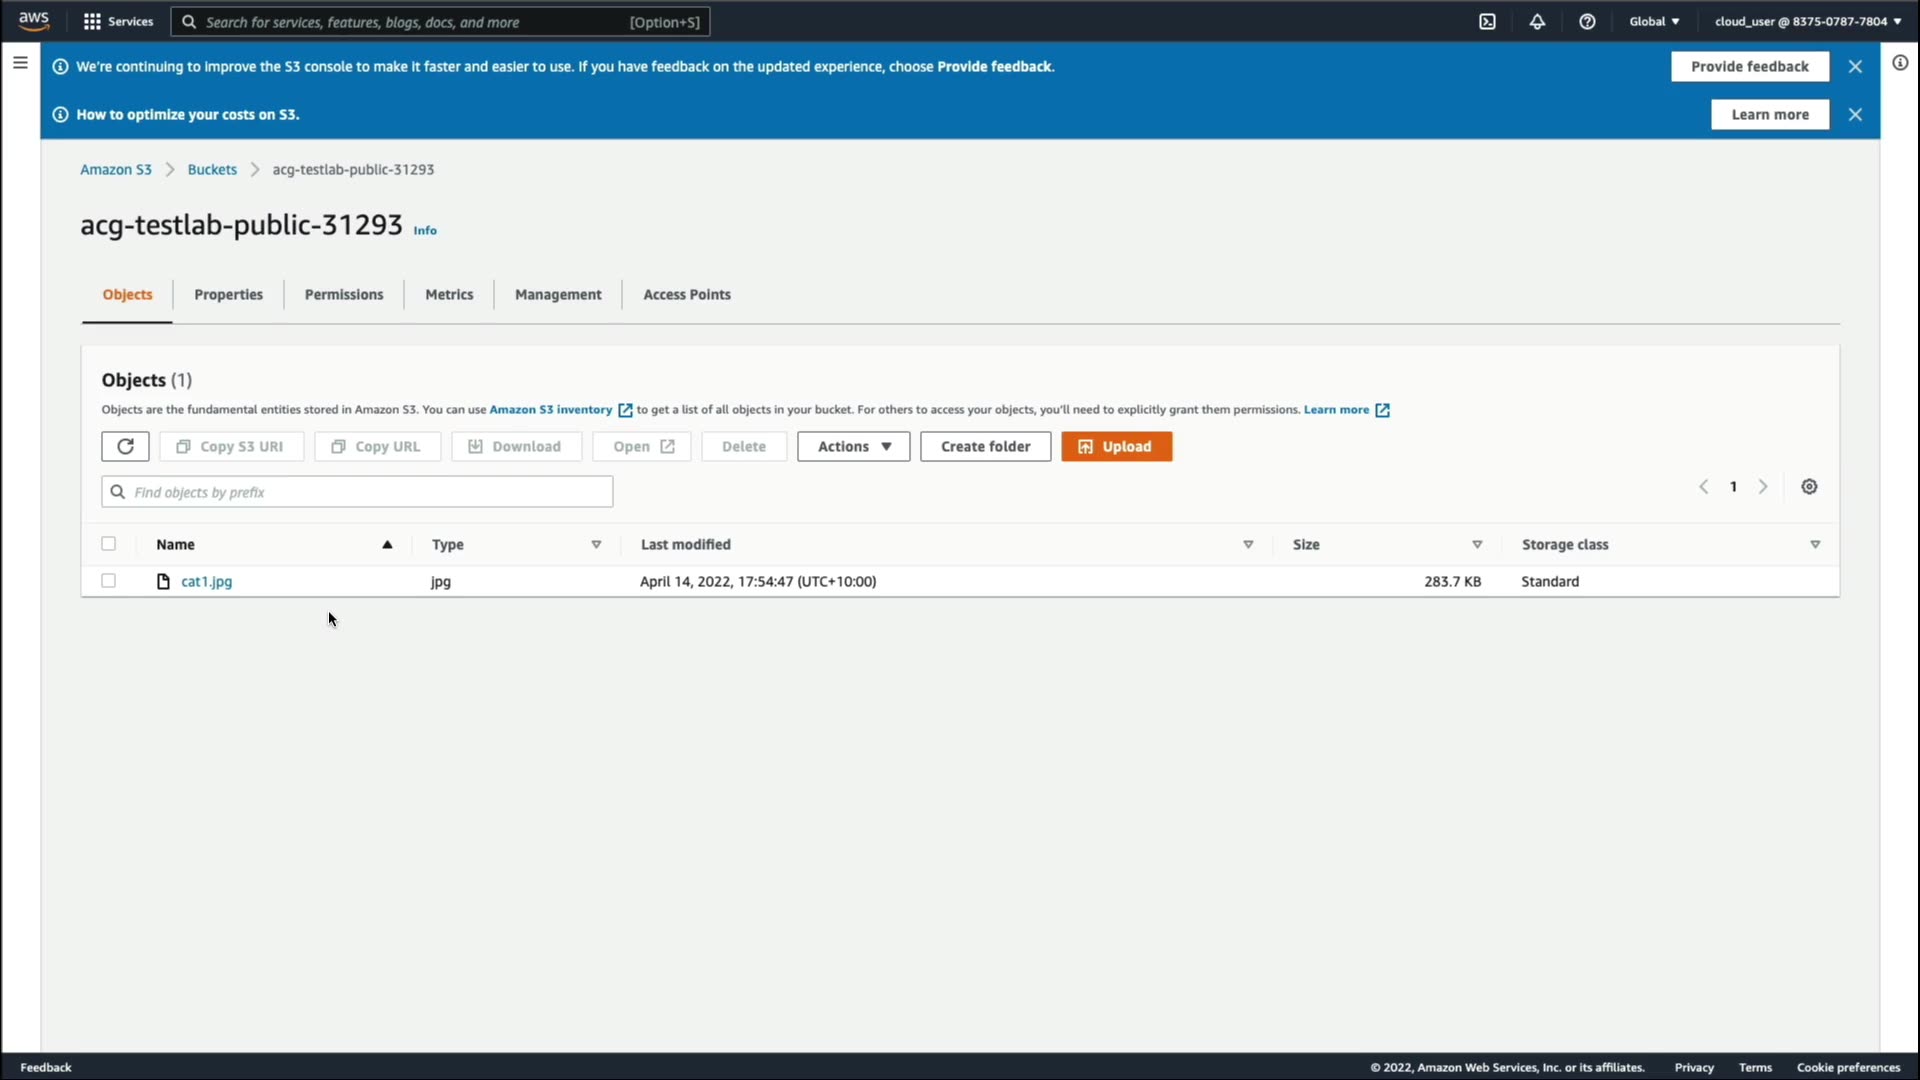 aws Services Search for services, features, blogs, docs, and more [Option+S] Global cloud_user @ 8375-0787-7804
We're continuing to improve the S3 console to make it faster and easier to use. If you have feedback on the updated experience, choose Provide feedback. Provide feedback
How to optimize your costs on S3. Learn more
Amazon S3 Buckets acg-testlab-public-31293
acg-testlab-public-31293 Info
Objects Properties Permissions Metrics Management Access Points
Objects (1)
Objects are the fundamental entities stored in Amazon S3. You can use Amazon S3 inventory to get a list of all objects in your bucket. For others to access your objects, you'll need to explicitly grant them permissions. Learn more
Copy S3 URI Copy URL Download Open Delete Actions Create folder Upload
Find objects by prefix 1
Name Type Last modified Size Storage class
cat1.jpg jpg April 14, 2022, 17:54:47 (UTC+10:00) 283.7 KB Standard
Feedback © 2022, Amazon Web Services, Inc. or its affiliates. Privacy Terms Cookie preferences